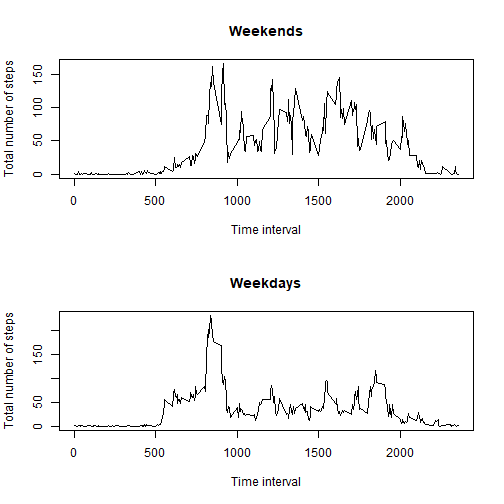 Weekends
Total number of steps
150
100
50
0
0 500 1000 1500 2000
Time interval
Weekdays
Total number of steps
150
50
0
0 500 1000 1500 2000
Time interval